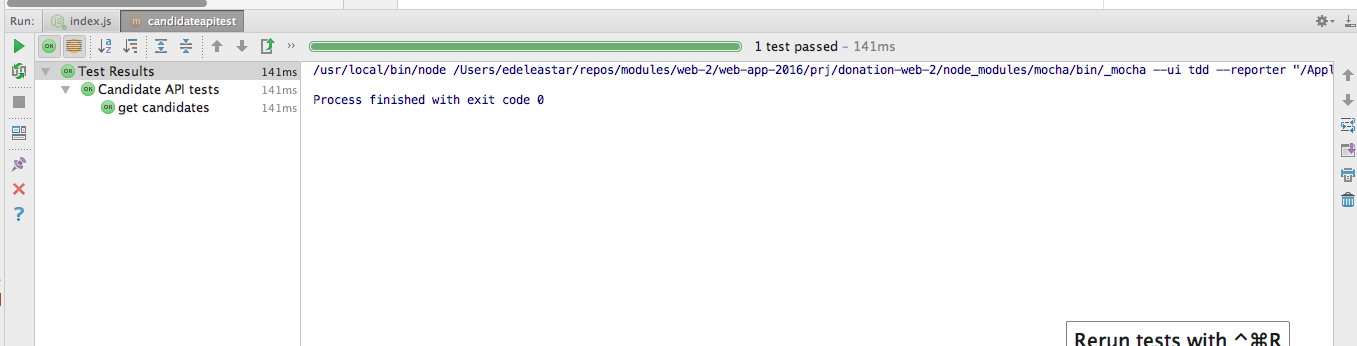 Run: index.js candidateapitest
1 test passed – 141ms
Test Results 141ms
Candidate API tests 141ms
get candidates 141ms
/usr/local/bin/node /Users/edeleastar/repos/modules/web-2/web-app-2016/prj/donation-web-2/node_modules/mocha/bin/_mocha --ui tdd --reporter "/Appl
Process finished with exit code 0
Rerun tests with ^⌘R